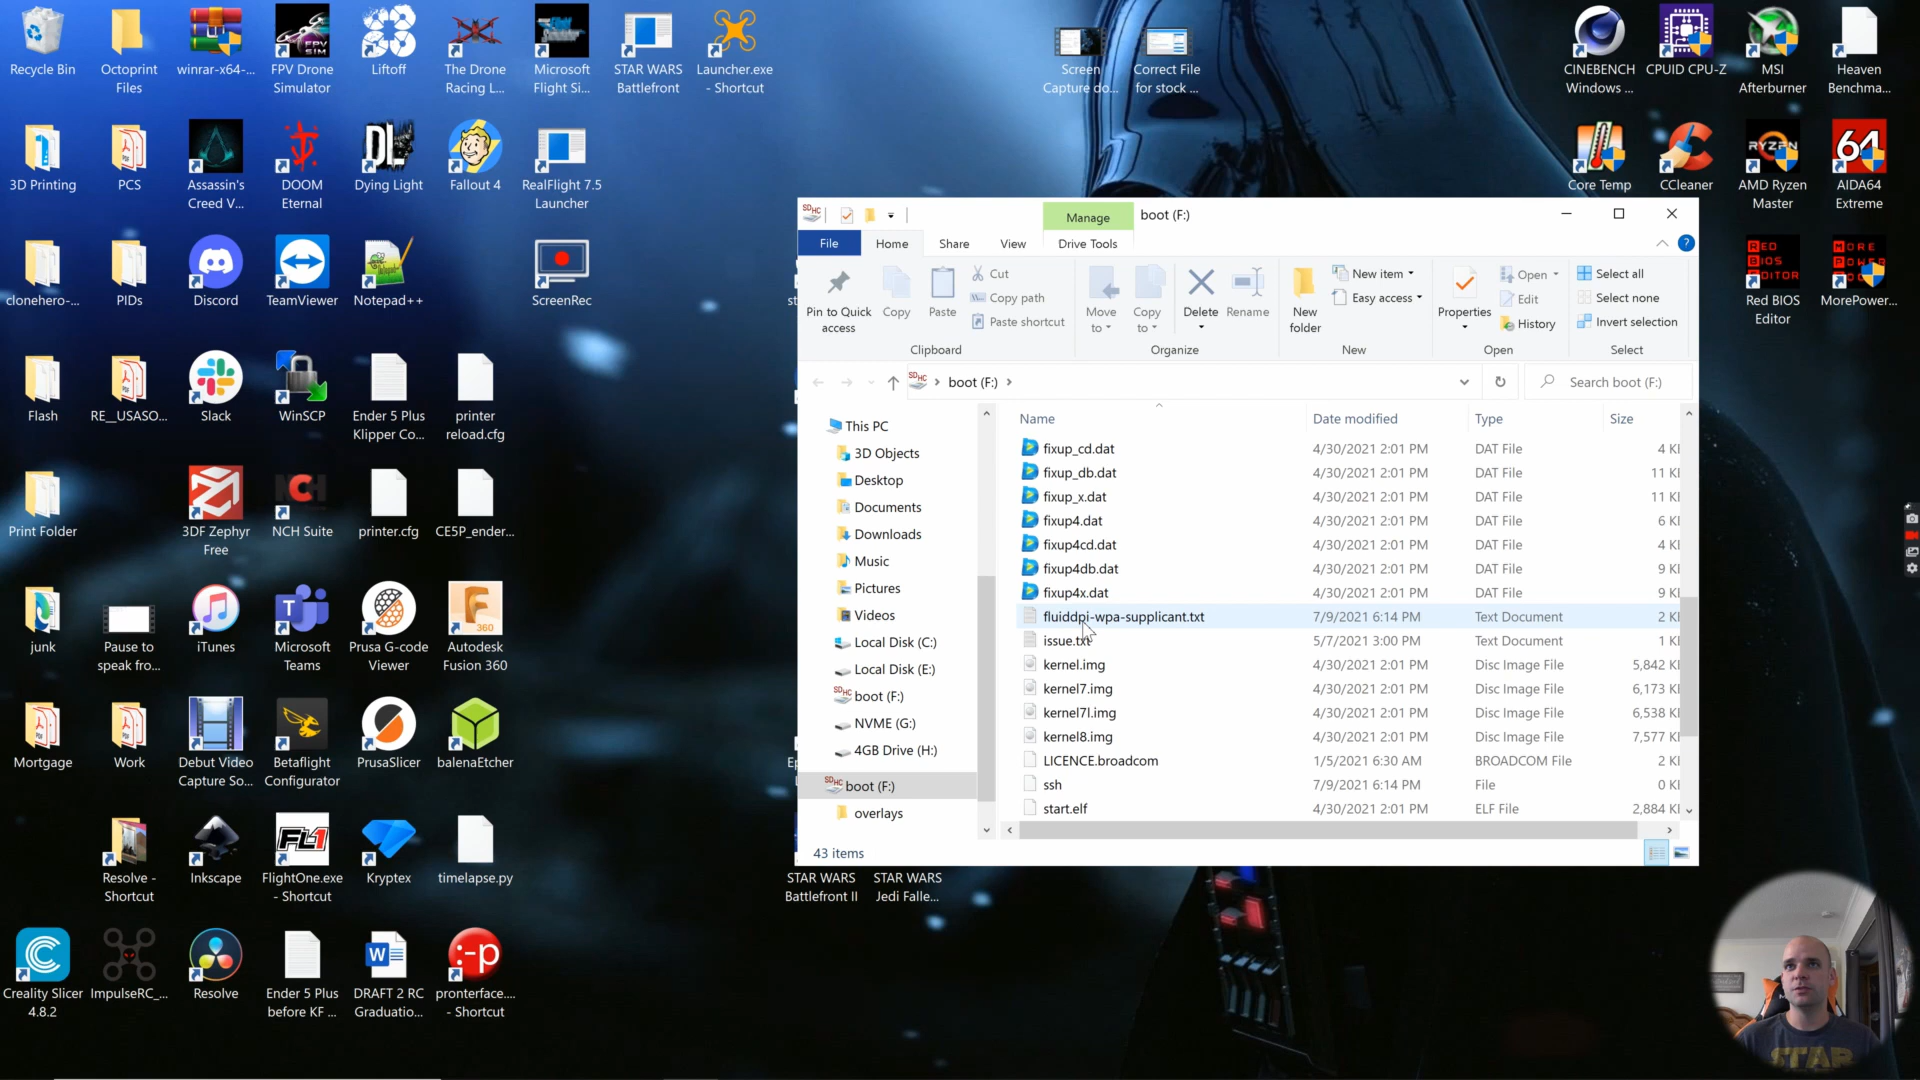 Recycle Bin
Octoprint
Files
winrar-x64-...
FPV Drone
Simulator
Liftoff
The Drone
Racing L...
Microsoft
Flight Si...
STAR WARS
Battlefront
Launcher.exe
- Shortcut
Screen
Capture do...
Correct File
for stock ...
CINEBENCH
Windows ...
CPUID CPU-Z
MSI
Afterburner
Heaven
Benchma...
3D Printing
PCS
Assassin's
Creed V...
DOOM
Eternal
Dying Light
Fallout 4
RealFlight 7.5
Launcher
Core Temp
CCleaner
AMD Ryzen
Master
AIDA64
Extreme
clonehero-...
PIDs
Discord
TeamViewer
Notepad++
ScreenRec
Red BIOS
Editor
MorePower...
Flash
RE__USASO...
Slack
WinSCP
Ender 5 Plus
Klipper Co...
printer
reload.cfg
Print Folder
3DF Zephyr
Free
NCH Suite
printer.cfg
CE5P_ender...
junk
Pause to
speak fro...
iTunes
Microsoft
Teams
Prusa G-code
Viewer
Autodesk
Fusion 360
Mortgage
Work
Debut Video
Capture So...
Betaflight
Configurator
PrusaSlicer
balenaEtcher
Resolve -
Shortcut
Inkscape
FlightOne.exe
- Shortcut
Kryptex
timelapse.py
STAR WARS
Battlefront II
STAR WARS
Jedi Falle...
Creality Slicer
4.8.2
ImpulseRC_...
Resolve
Ender 5 Plus
before KF ...
DRAFT 2 RC
Graduatio...
pronterface....
- Shortcut
Manage
boot (F:)
File
Home
Share
View
Drive Tools
Pin to Quick
access
Copy
Paste
Cut
Copy path
Paste shortcut
Clipboard
Move
to
Copy
to
Delete
Rename
Organize
New
folder
New item
Easy access
New
Properties
Open
Edit
History
Open
Select all
Select none
Invert selection
Select
boot (F:)
Search boot (F:)
This PC
3D Objects
Desktop
Documents
Downloads
Music
Pictures
Videos
Local Disk (C:)
Local Disk (E:)
boot (F:)
NVME (G:)
4GB Drive (H:)
boot (F:)
overlays
Name Date modified Type Size
fixup_cd.dat 4/30/2021 2:01 PM DAT File 4 K
fixup_db.dat 4/30/2021 2:01 PM DAT File 11 K
fixup_x.dat 4/30/2021 2:01 PM DAT File 11 K
fixup4.dat 4/30/2021 2:01 PM DAT File 6 K
fixup4cd.dat 4/30/2021 2:01 PM DAT File 4 K
fixup4db.dat 4/30/2021 2:01 PM DAT File 9 K
fixup4x.dat 4/30/2021 2:01 PM DAT File 9 K
fluiddpi-wpa-supplicant.txt 7/9/2021 6:14 PM Text Document 2 K
issue.txt 5/7/2021 3:00 PM Text Document 1 K
kernel.img 4/30/2021 2:01 PM Disc Image File 5,842 K
kernel7.img 4/30/2021 2:01 PM Disc Image File 6,173 K
kernel7l.img 4/30/2021 2:01 PM Disc Image File 6,538 K
kernel8.img 4/30/2021 2:01 PM Disc Image File 7,577 K
LICENCE.broadcom 1/5/2021 6:30 AM BROADCOM File 2 K
ssh 7/9/2021 6:14 PM File 0 K
start.elf 4/30/2021 2:01 PM ELF File 2,884 K
43 items
STAR